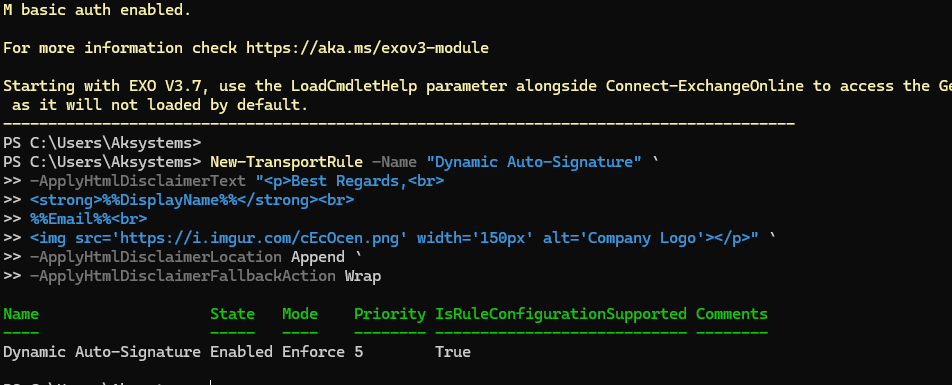 M basic auth enabled.
For more information check https://aka.ms/exov3-module
Starting with EXO V3.7, use the LoadCmdletHelp parameter alongside Connect-ExchangeOnline to access the Ge
as it will not loaded by default.
----------------------------------------------------------------------------------------
PS C:\Users\Aksystems>
PS C:\Users\Aksystems> New-TransportRule -Name "Dynamic Auto-Signature" `
>> -ApplyHtmlDisclaimerText "<p>Best Regards,<br>
>> <strong>%%DisplayName%%</strong><br>
>> %%Email%%<br>
>> <img src='https://i.imgur.com/cEcOcen.png' width='150px' alt='Company Logo'></p>" `
>> -ApplyHtmlDisclaimerLocation Append `
>> -ApplyHtmlDisclaimerFallbackAction Wrap
Name State Mode Priority IsRuleConfigurationSupported Comments
---- ----- ---- -------- ---------------------------- --------
Dynamic Auto-Signature Enabled Enforce 5 True